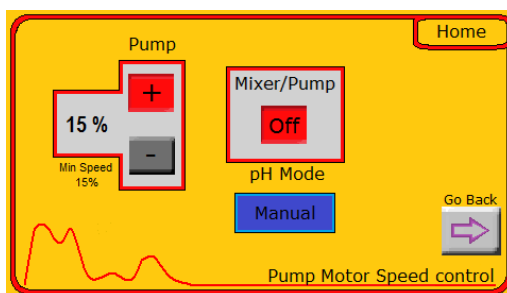 Home
Pump
+
15 %
-
Min Speed
15%
Mixer/Pump
Off
pH Mode
Manual
Go Back
Pump Motor Speed control